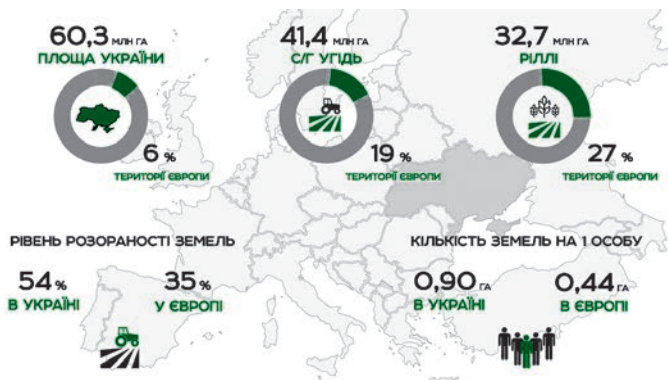 60,3 МЛН ГА
ПЛОЩА УКРАЇНИ
6 %
ТЕРИТОРІЇ ЄВРОПИ
41,4 МЛН ГА
С/Г УГІДЬ
19 %
ТЕРИТОРІЇ ЄВРОПИ
32,7 МЛН ГА
РІЛЛІ
27 %
ТЕРИТОРІЇ ЄВРОПИ
РІВЕНЬ РОЗОРАНОСТІ ЗЕМЕЛЬ
54 %
В УКРАЇНІ
35 %
У ЄВРОПІ
КІЛЬКІСТЬ ЗЕМЕЛЬ НА 1 ОСОБУ
0,90 ГА
В УКРАЇНІ
0,44 ГА
В ЄВРОПІ